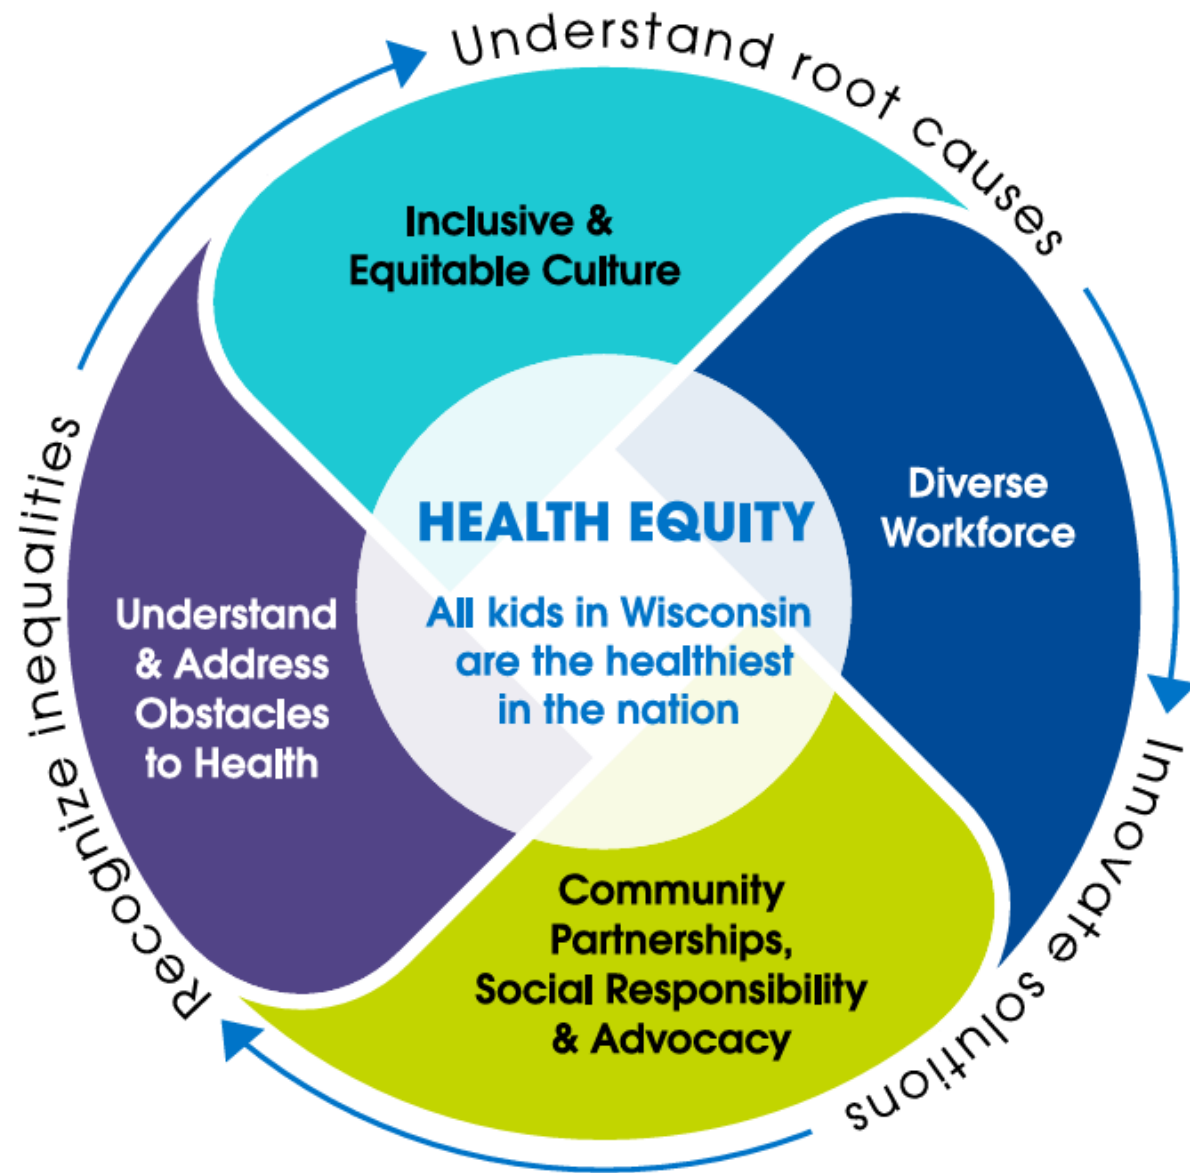 Understand root causes
Inclusive &
Equitable Culture
Diverse
Workforce
HEALTH EQUITY
All kids in Wisconsin
are the healthiest
in the nation
Understand
& Address
Obstacles
to Health
Community
Partnerships,
Social Responsibility
& Advocacy
Innovate solutions
Recognize inequalities